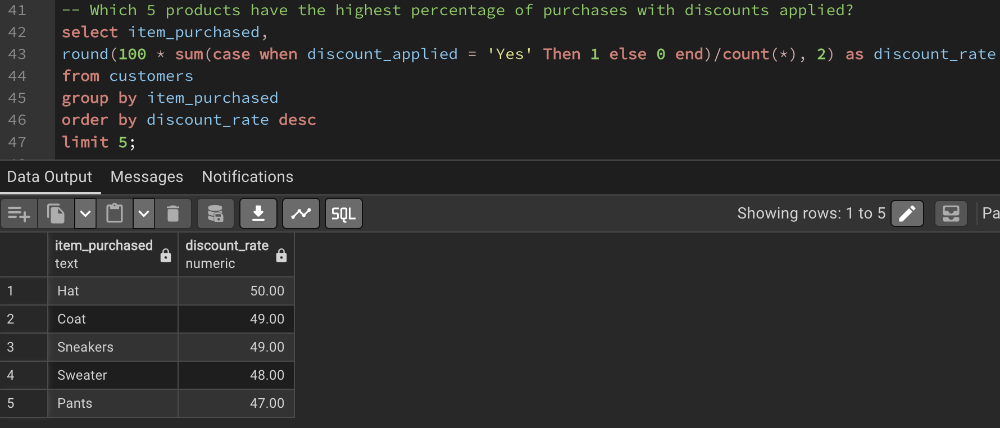 41 -- Which 5 products have the highest percentage of purchases with discounts applied?
42 select item_purchased,
43 round(100 * sum(case when discount_applied = 'Yes' Then 1 else 0 end)/count(*), 2) as discount_rate
44 from customers
45 group by item_purchased
46 order by discount_rate desc
47 limit 5;
Data Output Messages Notifications
SQL Showing rows: 1 to 5 Pa
item_purchased discount_rate
text numeric
1 Hat 50.00
2 Coat 49.00
3 Sneakers 49.00
4 Sweater 48.00
5 Pants 47.00